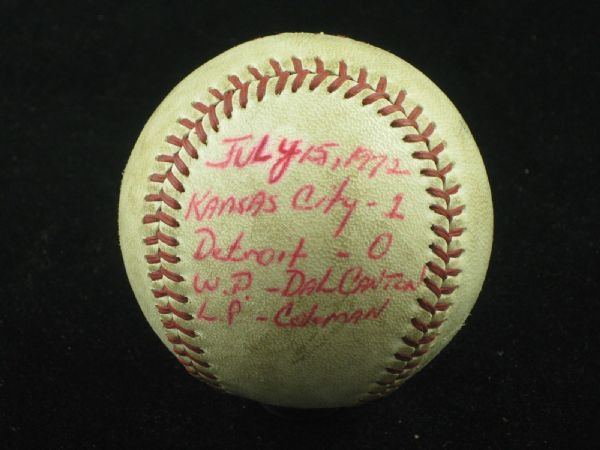 JULY 15, 1972
KANSAS City - 1
Detroit - 0
W.P. - DAL CANTON
L.P. - Coleman